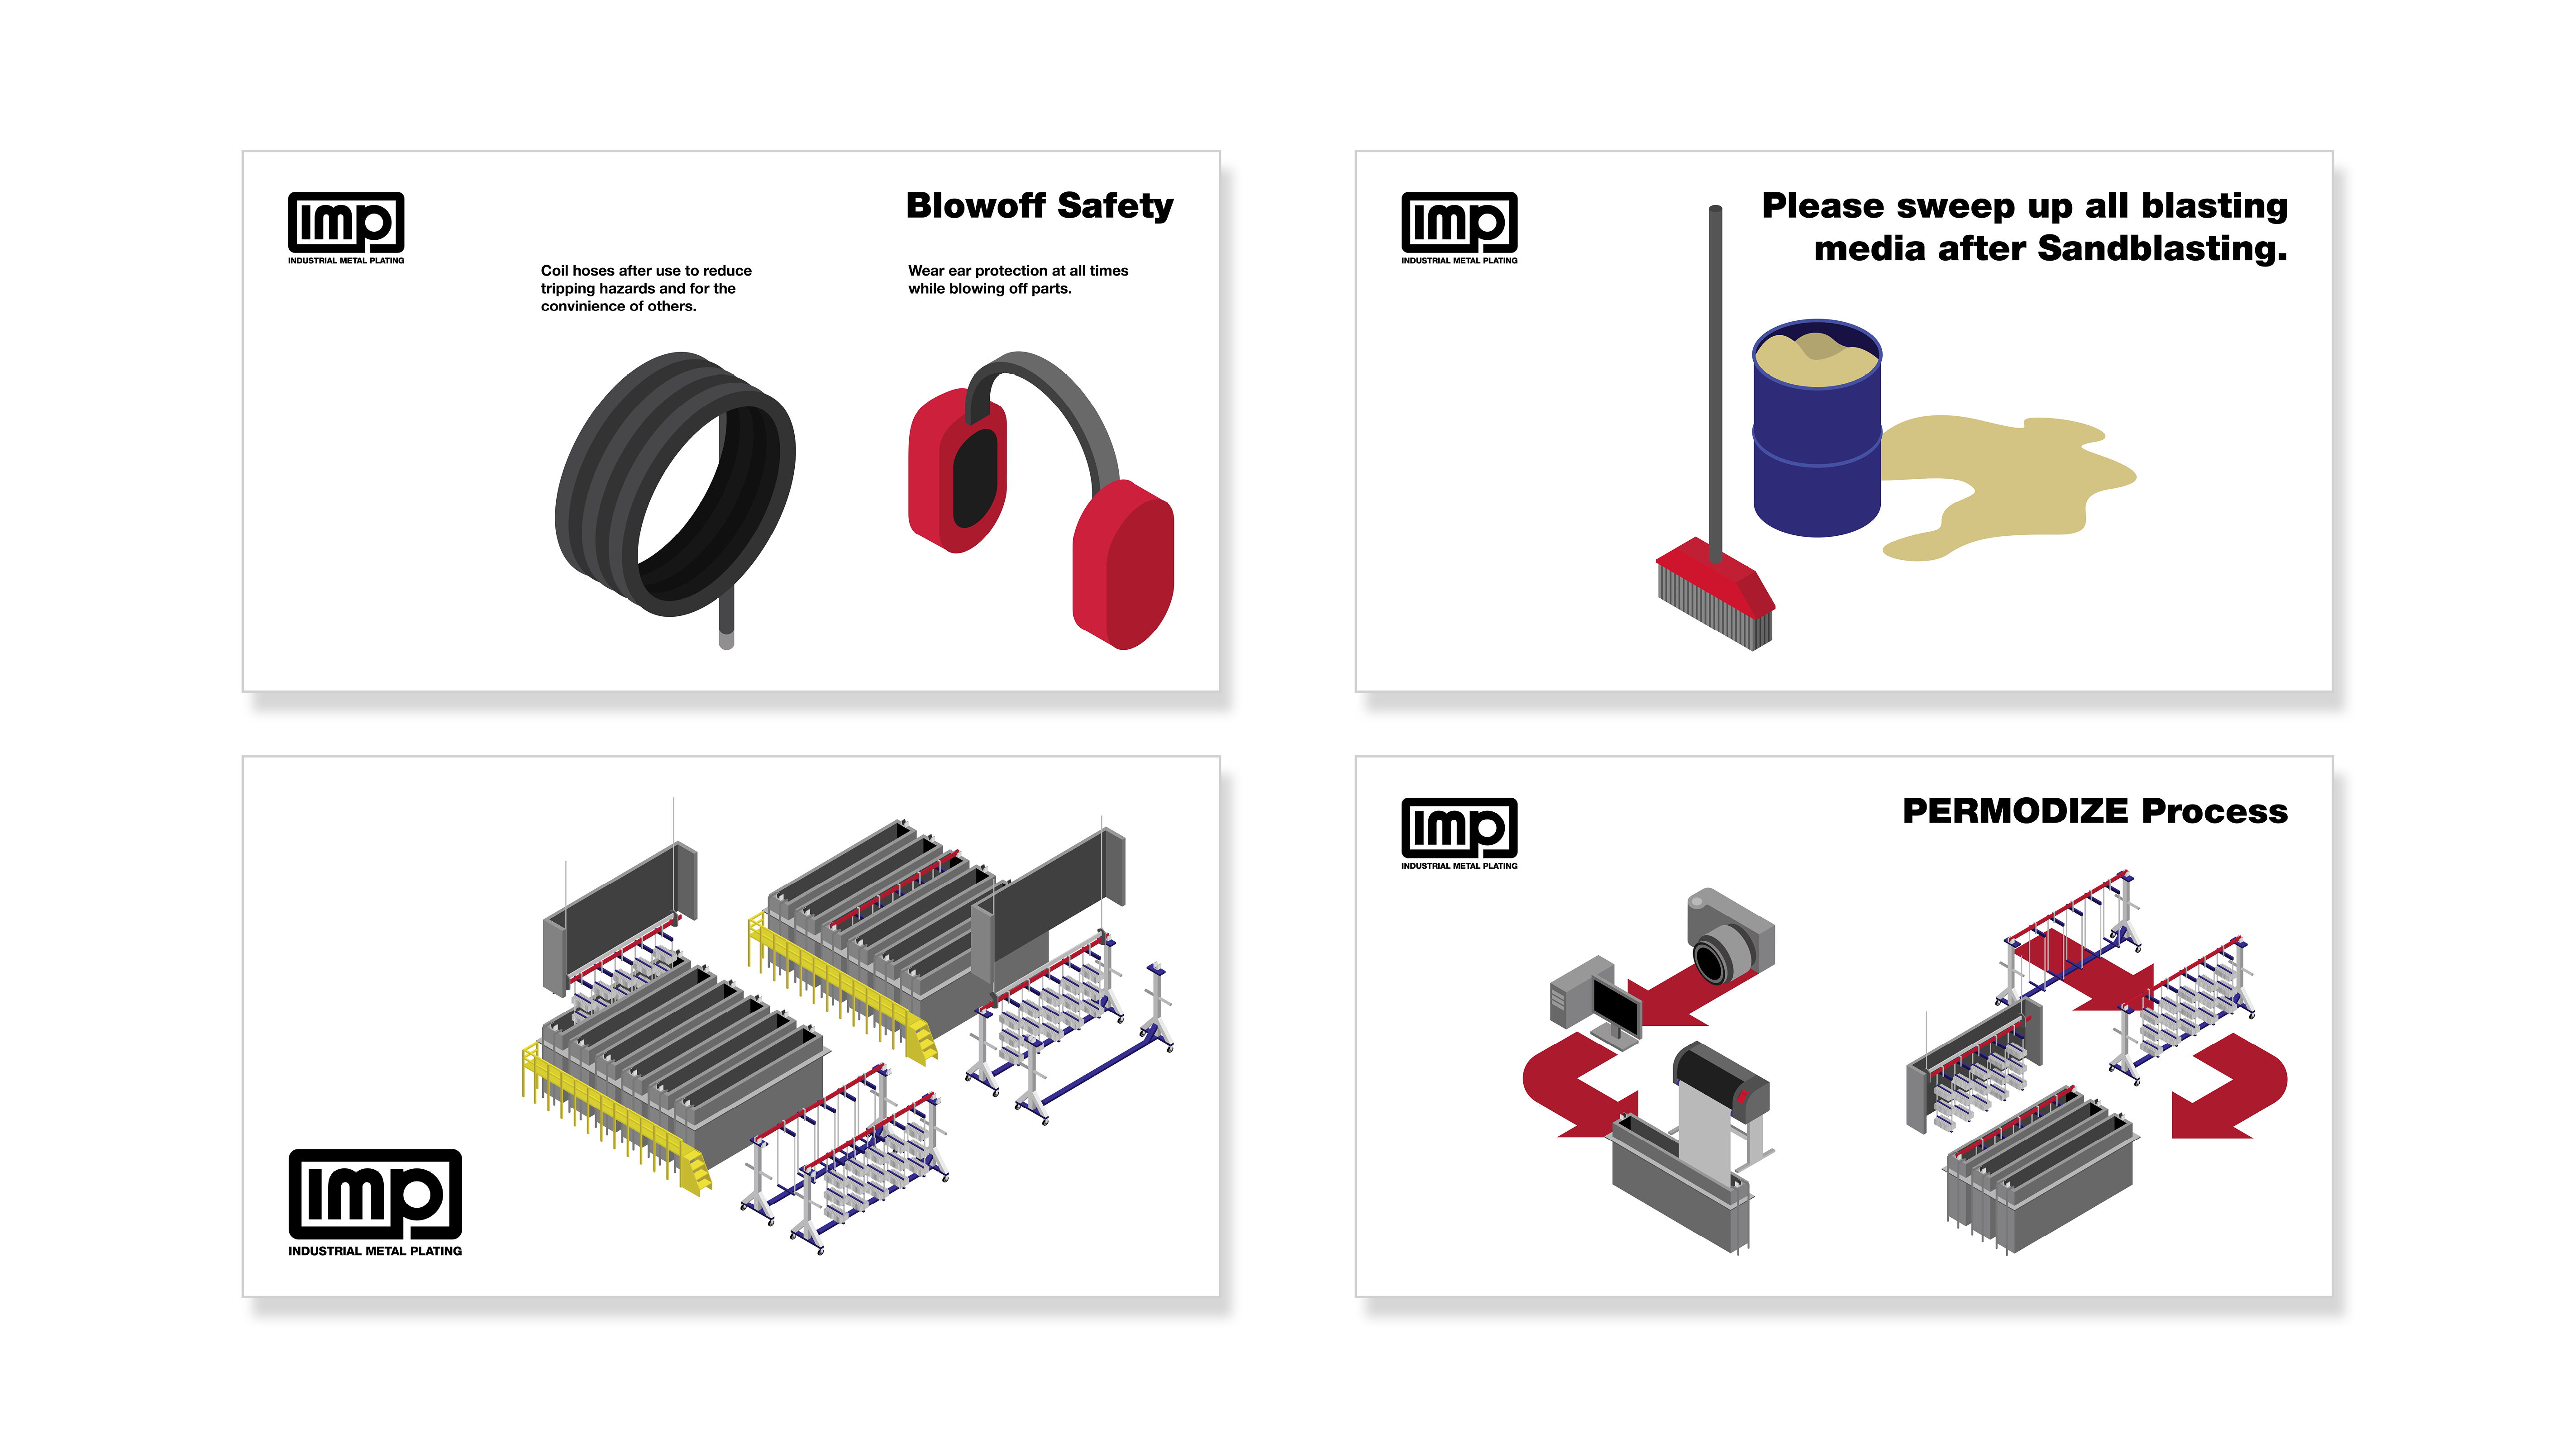 imp
INDUSTRIAL METAL PLATING
Blowoff Safety
Coil hoses after use to reduce
tripping hazards and for the
convinience of others.
Wear ear protection at all times
while blowing off parts.
imp
INDUSTRIAL METAL PLATING
Please sweep up all blasting
media after Sandblasting.
imp
INDUSTRIAL METAL PLATING
imp
INDUSTRIAL METAL PLATING
PERMODIZE Process